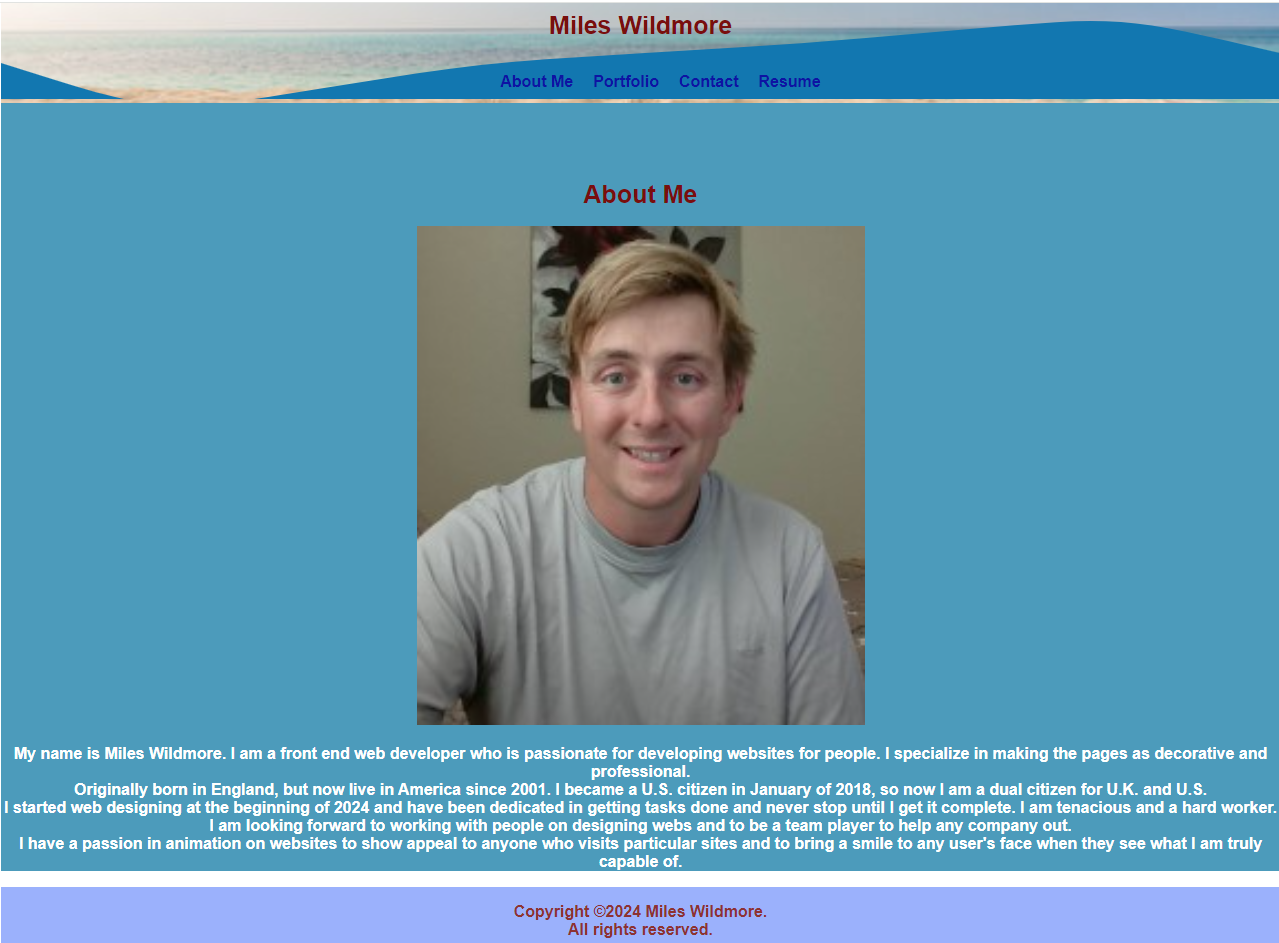 Miles Wildmore
About Me Portfolio Contact Resume
About Me
My name is Miles Wildmore. I am a front end web developer who is passionate for developing websites for people. I specialize in making the pages as decorative and
professional.
Originally born in England, but now live in America since 2001. I became a U.S. citizen in January of 2018, so now I am a dual citizen for U.K. and U.S.
I started web designing at the beginning of 2024 and have been dedicated in getting tasks done and never stop until I get it complete. I am tenacious and a hard worker.
I am looking forward to working with people on designing webs and to be a team player to help any company out.
I have a passion in animation on websites to show appeal to anyone who visits particular sites and to bring a smile to any user's face when they see what I am truly
capable of.
Copyright ©2024 Miles Wildmore.
All rights reserved.